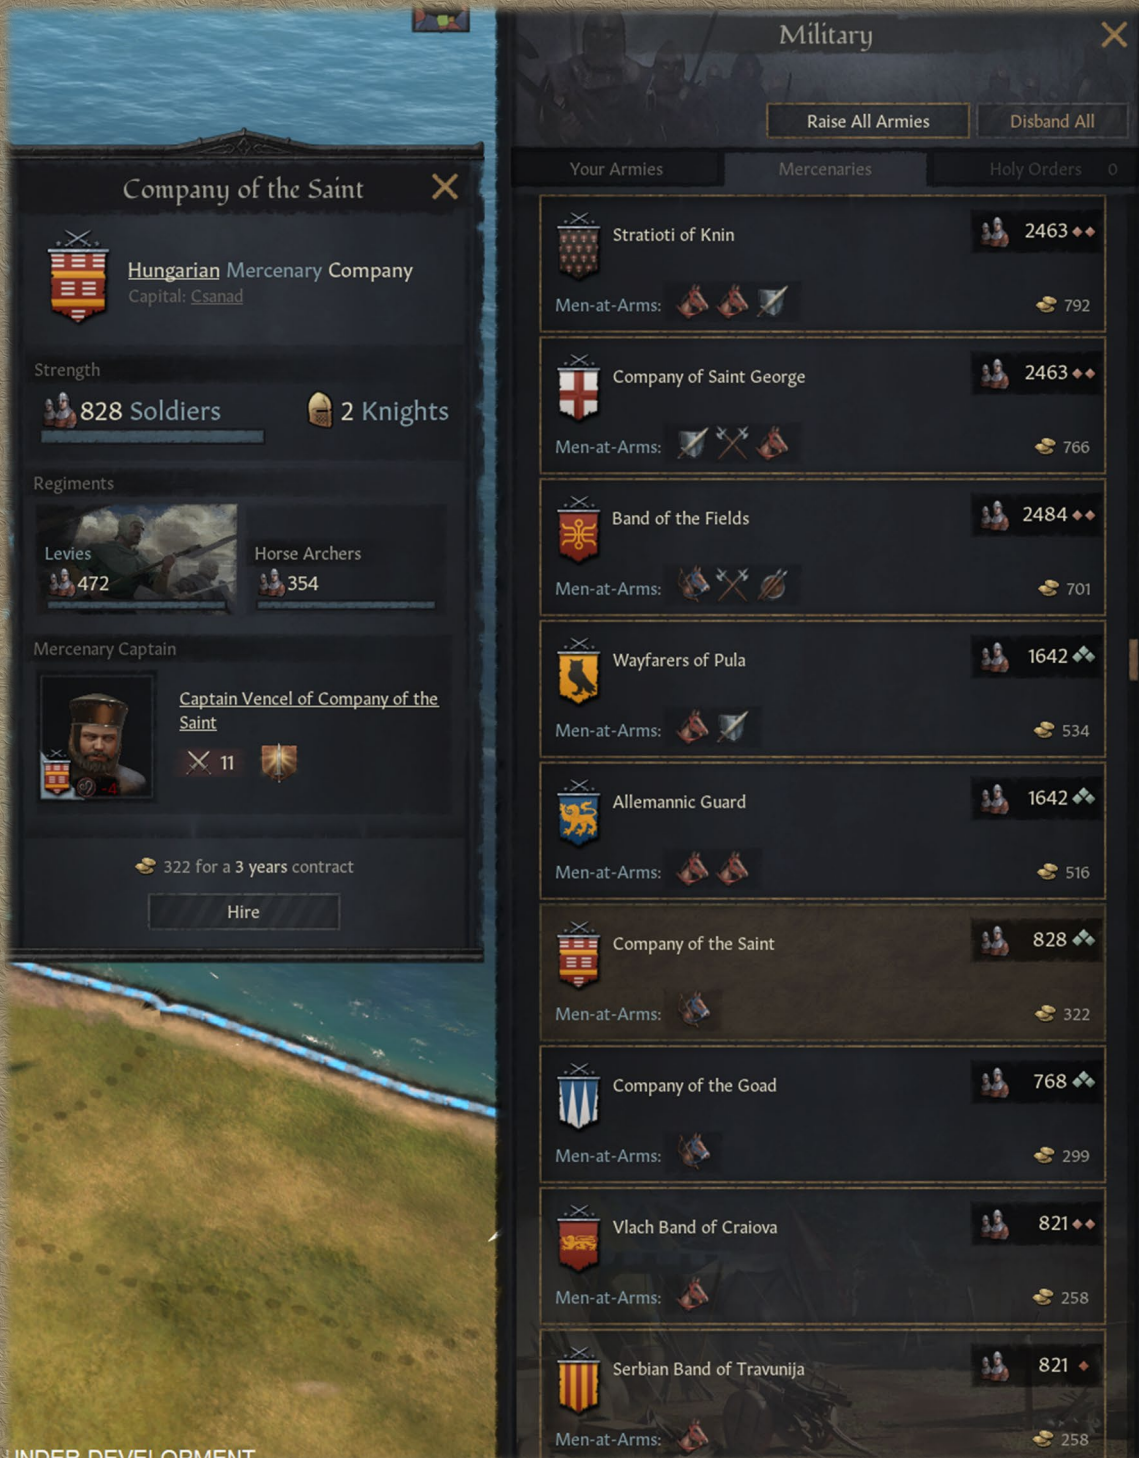 Company of the Saint
Hungarian Mercenary Company
Capital: Csanad
Strength
828 Soldiers
2 Knights
Regiments
Levies
472
Horse Archers
354
Mercenary Captain
Captain Vencel of Company of the
Saint
11
-4
322 for a 3 years contract
Hire
UNDER DEVELOPMENT
Military
Raise All Armies
Disband All
Your Armies
Mercenaries
Holy Orders 0
Stratioti of Knin
2463
Men-at-Arms:
792
Company of Saint George
2463
Men-at-Arms:
766
Band of the Fields
2484
Men-at-Arms:
701
Wayfarers of Pula
1642
Men-at-Arms:
534
Allemannic Guard
1642
Men-at-Arms:
516
Company of the Saint
828
Men-at-Arms:
322
Company of the Goad
768
Men-at-Arms:
299
Vlach Band of Craiova
821
Men-at-Arms:
258
Serbian Band of Travunija
821
Men-at-Arms:
258